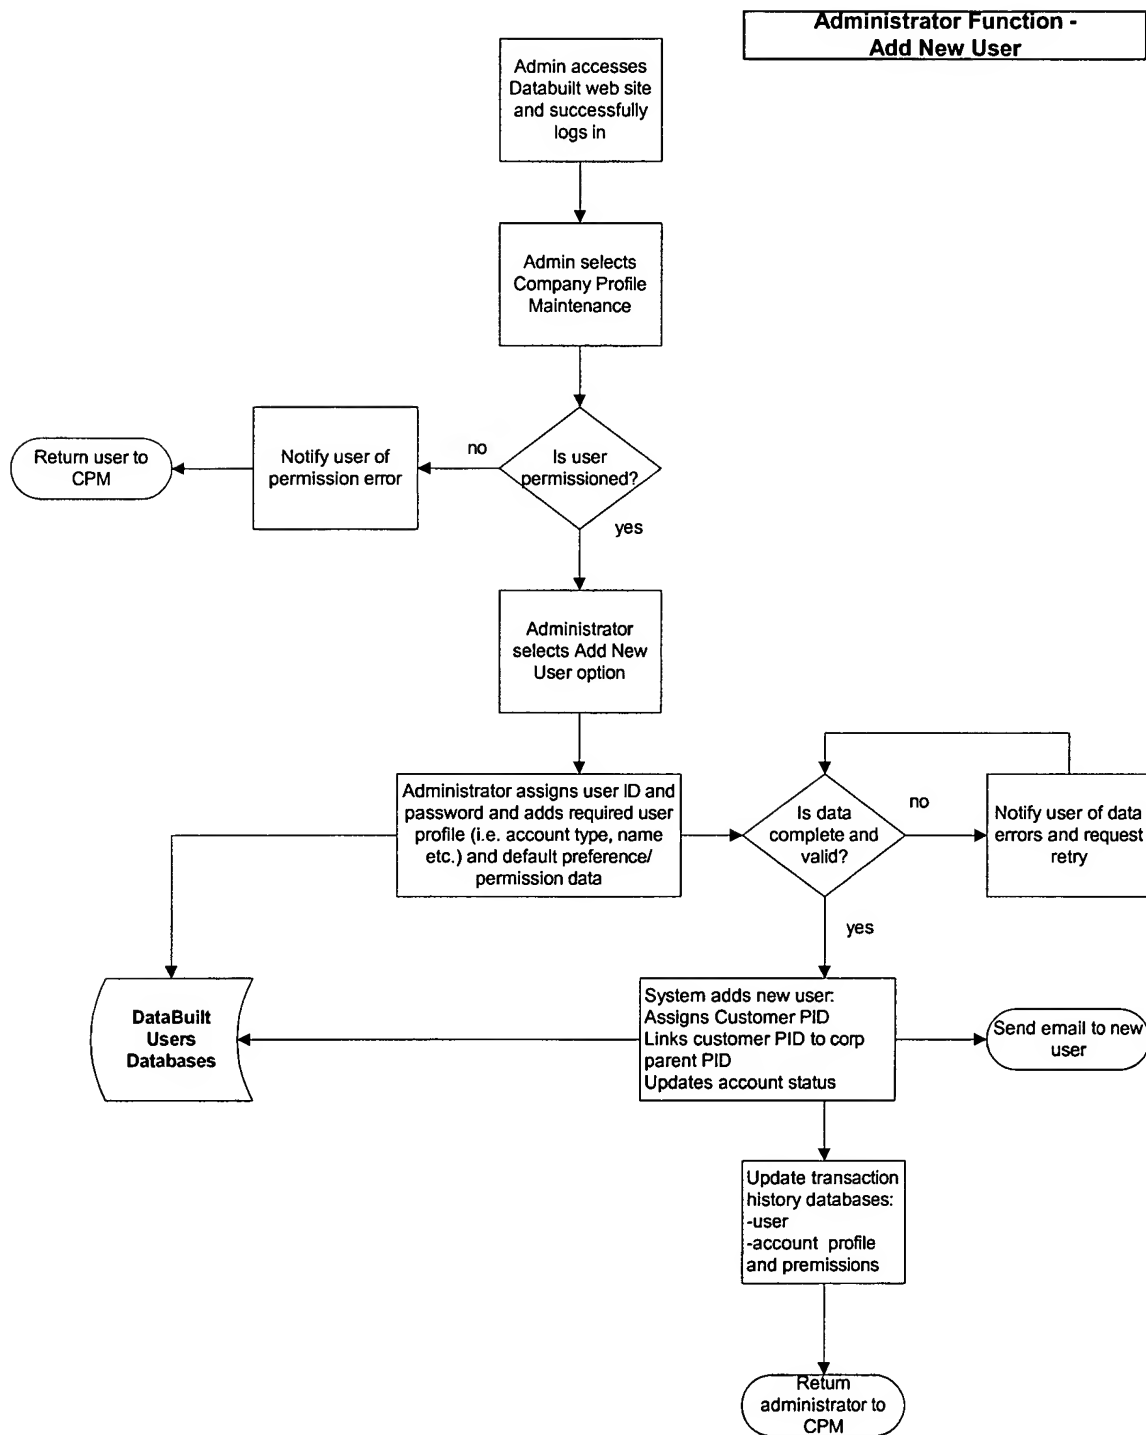 Administrator Function -
Add New User
Admin accesses
Databuilt web site
and successfully
logs in
Admin selects
Company Profile
Maintenance
Is user
permissioned?
no
yes
Notify user of
permission error
Return user to
CPM
Administrator
selects Add New
User option
Administrator assigns user ID and
password and adds required user
profile (i.e. account type, name
etc.) and default preference/
permission data
Is data
complete and
valid?
no
yes
Notify user of data
errors and request
retry
DataBuilt
Users
Databases
System adds new user:
Assigns Customer PID
Links customer PID to corp
parent PID
Updates account status
Send email to new
user
Update transaction
history databases:
-user
-account profile
and premissions
Return
administrator to
CPM